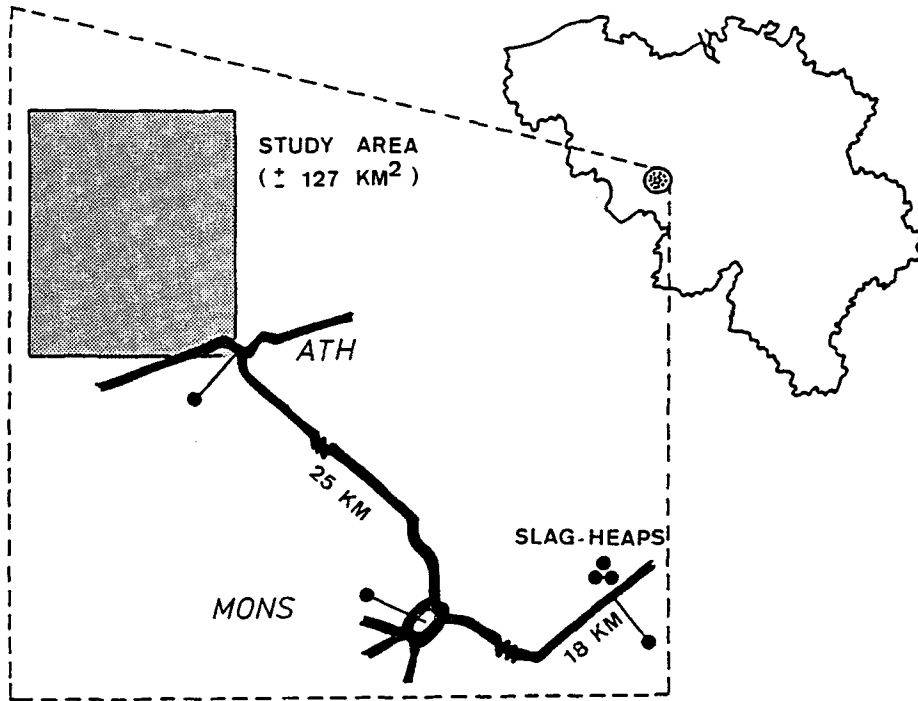 STUDY AREA
(± 127 KM²)
ATH
25 KM
SLAG-HEAPS
MONS
18 KM